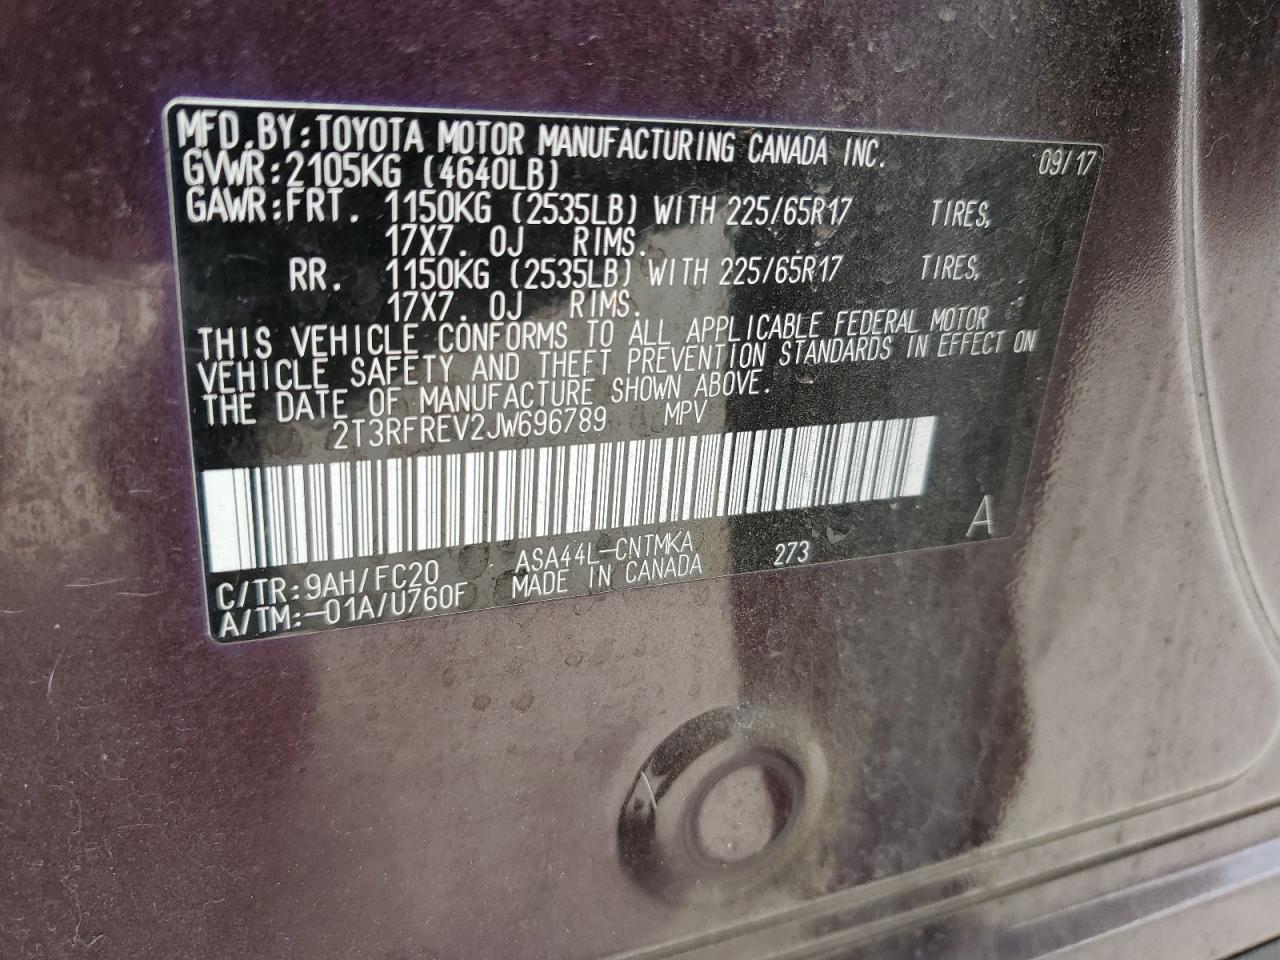 MFD.BY:TOYOTA MOTOR MANUFACTURING CANADA INC. 09/17
GVWR:2105KG (4640LB)
GAWR:FRT. 1150KG (2535LB) WITH 225/65R17 TIRES,
17X7. 0J RIMS.
RR. 1150KG (2535LB) WITH 225/65R17 TIRES,
17X7. 0J RIMS.
THIS VEHICLE CONFORMS TO ALL APPLICABLE FEDERAL MOTOR
VEHICLE SAFETY AND THEFT PREVENTION STANDARDS IN EFFECT ON
THE DATE OF MANUFACTURE SHOWN ABOVE.
2T3RFREV2JW696789 MPV
A
C/TR:9AH/FC20 ASA44L-CNTMKA 273
A/TM:-01A/U760F MADE IN CANADA